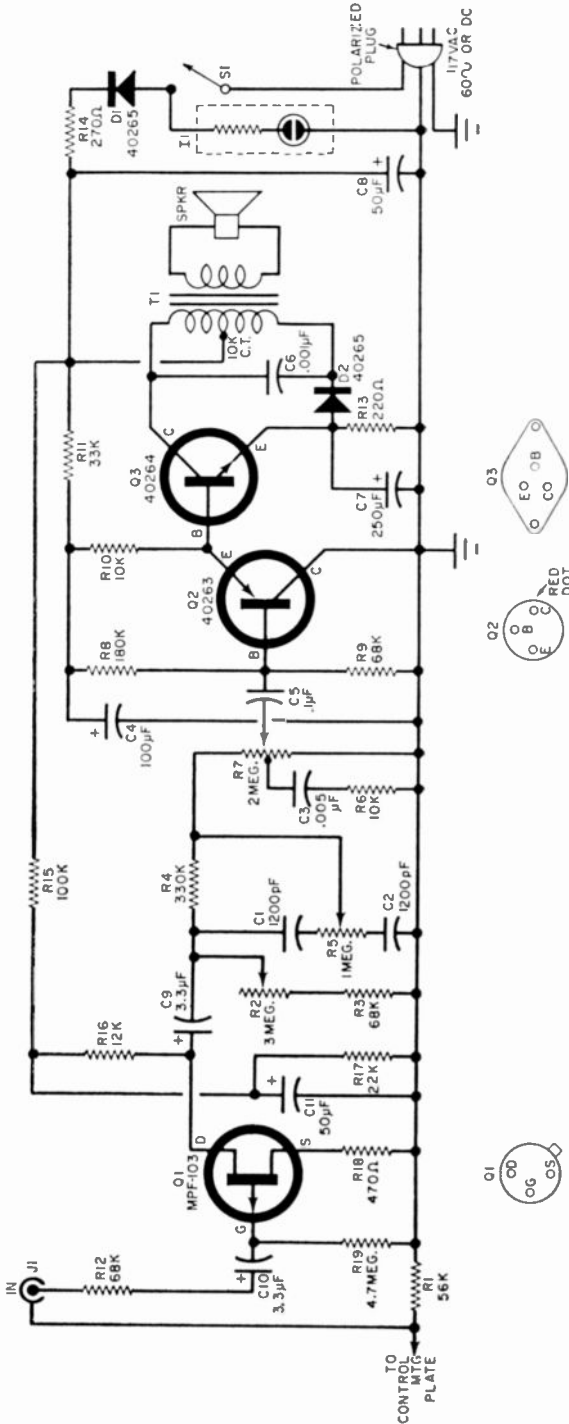 IN
J1
R12
68K
+
C10
3.3µF
Q1
MPF-103
G
D
S
R19
4.7MEG.
R18
470Ω
R1
56K
TO
CONTROL
MTG
PLATE
R16
12K
R15
100K
+
C11
50µF
R17
22K
+
C9
3.3µF
R2
3MEG.
R3
68K
R4
330K
C1
1200pF
R5
1MEG.
C2
1200pF
R7
2MEG.
C3
.005
µF
R6
10K
+
C4
100µF
C5
.1µF
R8
180K
R9
68K
R10
10K
R11
33K
Q2
40263
B
E
C
Q3
40264
B
C
E
C7
250µF
+
R13
220Ω
D2
40265
C6
.001µF
T1
10K
C.T.
SPKR
C8
50µF
+
R14
270Ω
D1
40265
I1
S1
POLARIZED
PLUG
117VAC
60∿ OR DC
Q1
D
G
S
Q2
B
E
C
RED
DOT
Q3
E
B
C